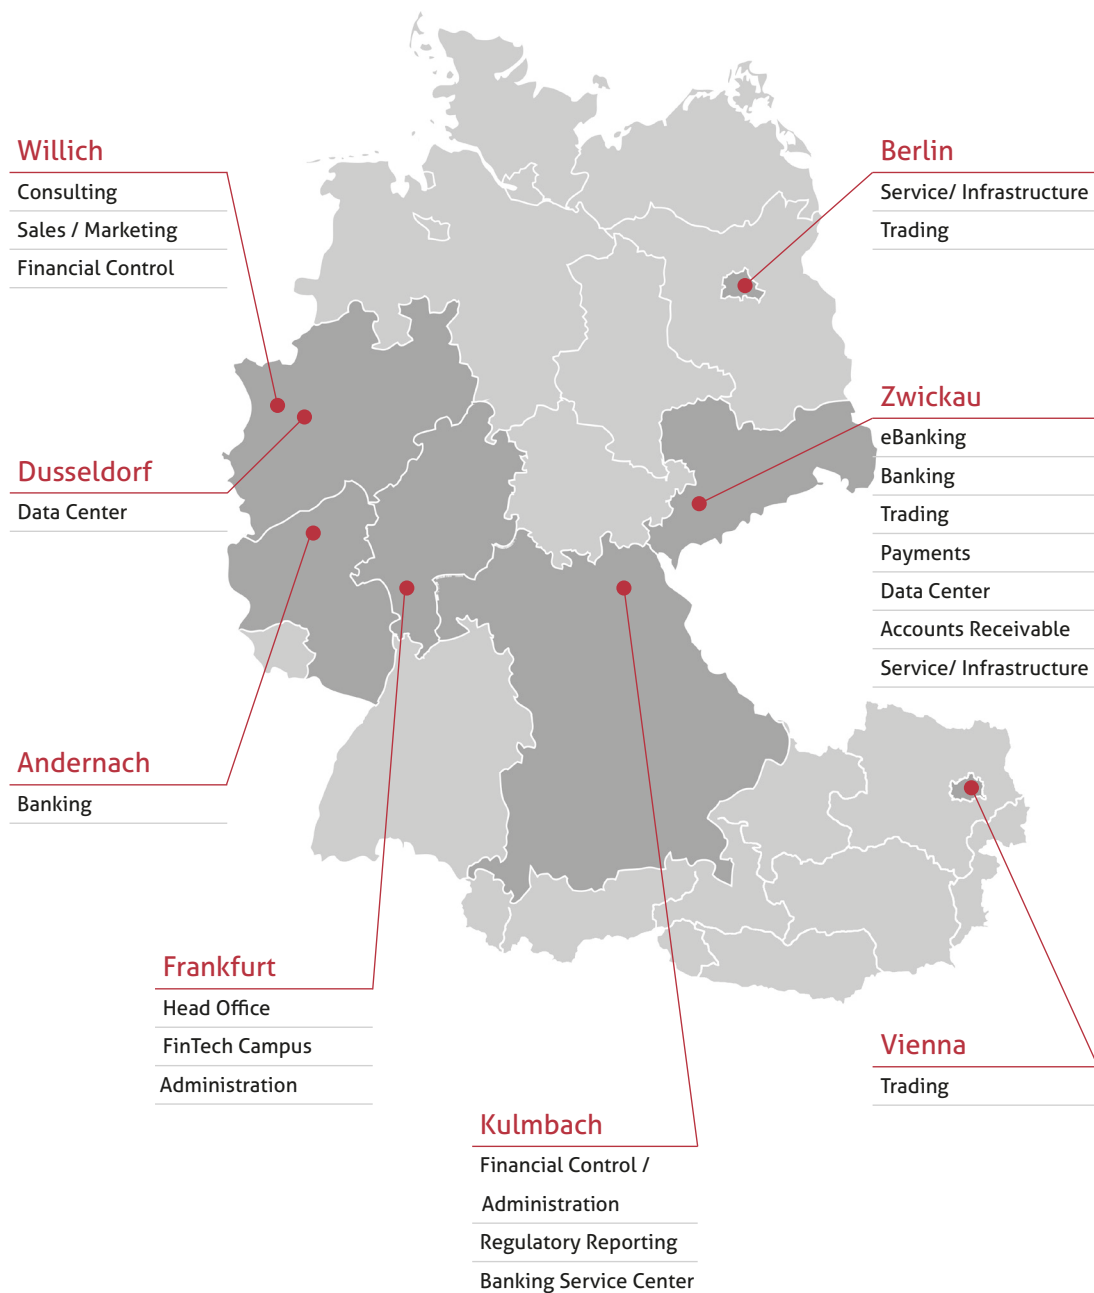 Willich
Consulting
Sales / Marketing
Financial Control
Berlin
Service/ Infrastructure
Trading
Dusseldorf
Data Center
Zwickau
eBanking
Banking
Trading
Payments
Data Center
Accounts Receivable
Service/ Infrastructure
Andernach
Banking
Frankfurt
Head Office
FinTech Campus
Administration
Vienna
Trading
Kulmbach
Financial Control /
Administration
Regulatory Reporting
Banking Service Center